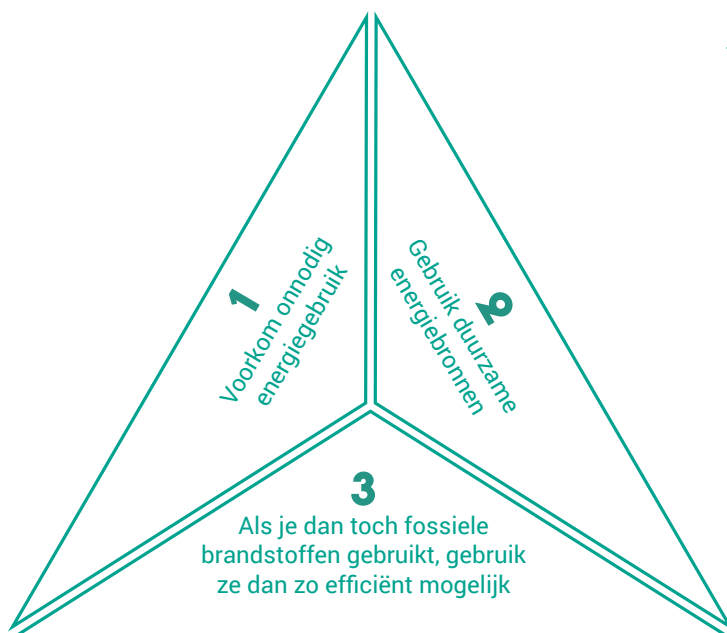 1
Voorkom onnodig
energiegebruik
2
Gebruik duurzame
energiebronnen
3
Als je dan toch fossiele
brandstoffen gebruikt, gebruik
ze dan zo efficiënt mogelijk